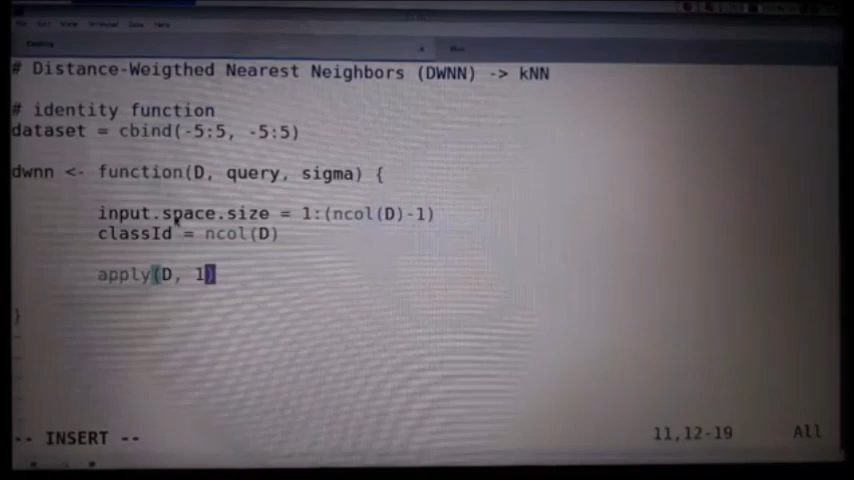 # Distance-Weigthed Nearest Neighbors (DWNN) -> kNN
# identity function
dataset = cbind(-5:5, -5:5)
dwnn <- function(D, query, sigma) {
input.space.size = 1:(ncol(D)-1)
classId = ncol(D)
apply(D, 1)
}
-- INSERT -- 11,12-19 All